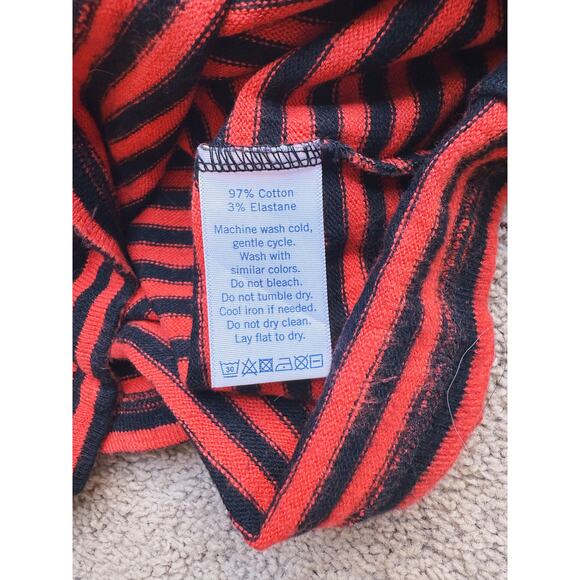 97% Cotton
3% Elastane
Machine wash cold,
gentle cycle.
Wash with
similar colors.
Do not bleach.
Do not tumble dry.
Cool iron if needed.
Do not dry clean.
Lay flat to dry.
30